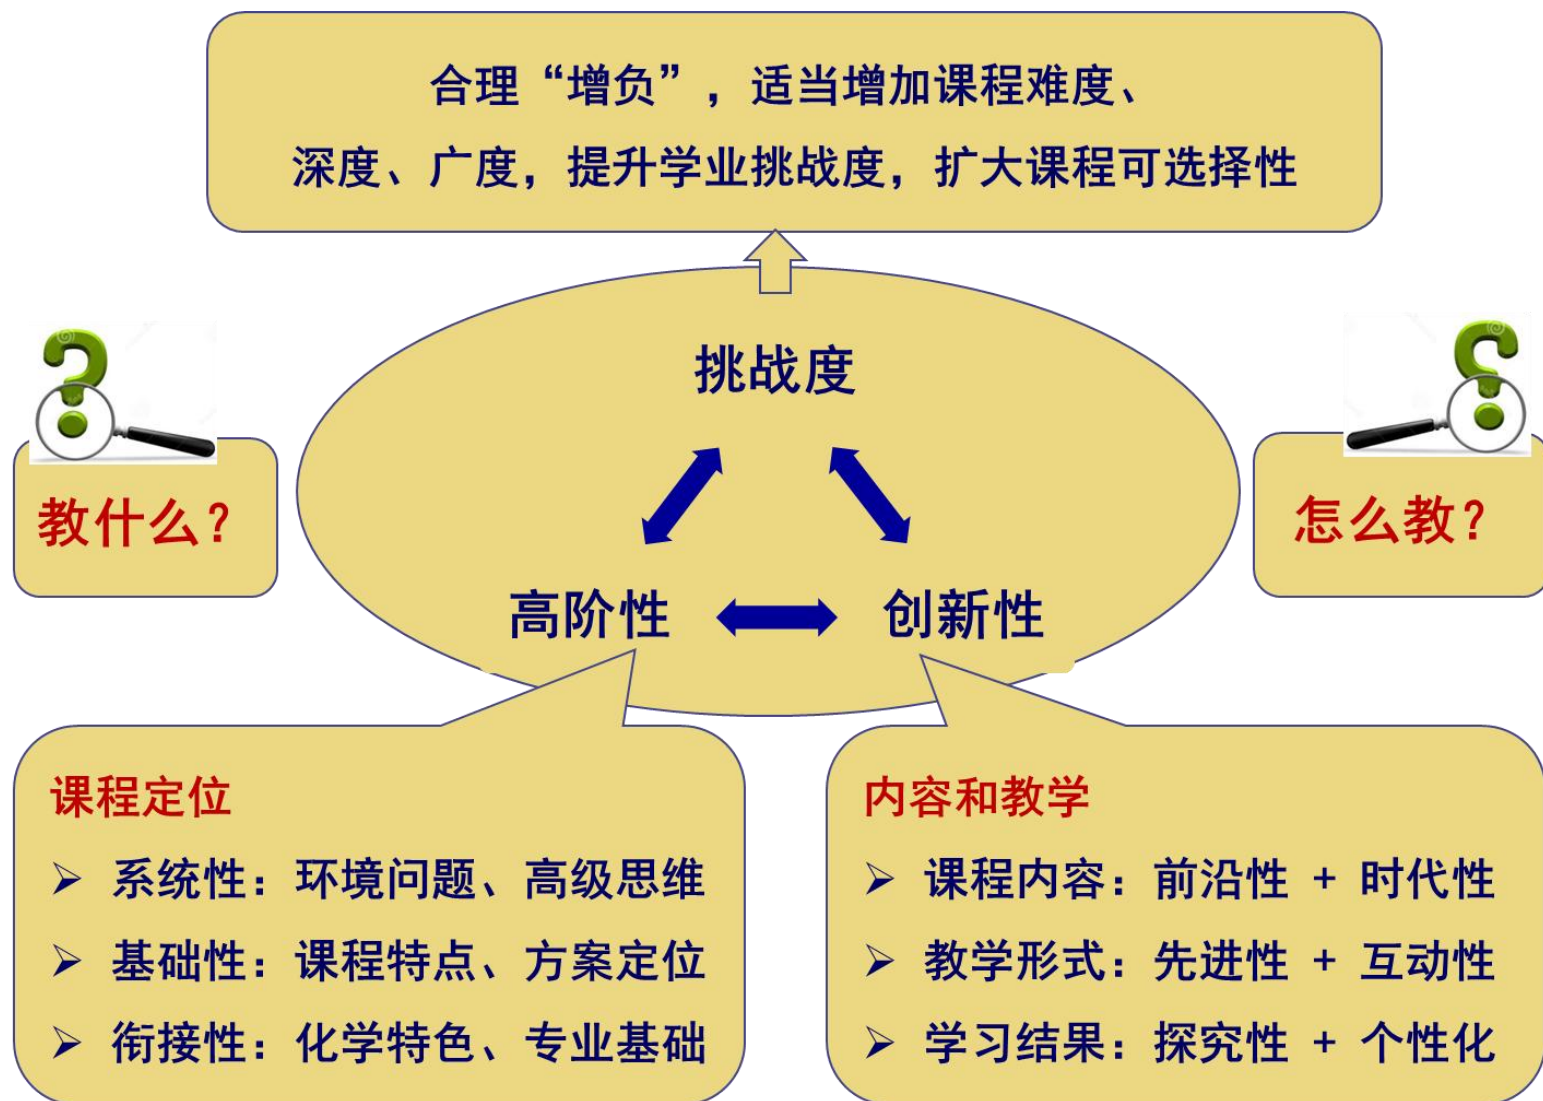 合理“增负”，适当增加课程难度、
深度、广度，提升学业挑战度，扩大课程可选择性
挑战度
教什么？
怎么教？
高阶性
创新性
课程定位
➢ 系统性：环境问题、高级思维
➢ 基础性：课程特点、方案定位
➢ 衔接性：化学特色、专业基础
内容和教学
➢ 课程内容：前沿性 + 时代性
➢ 教学形式：先进性 + 互动性
➢ 学习结果：探究性 + 个性化